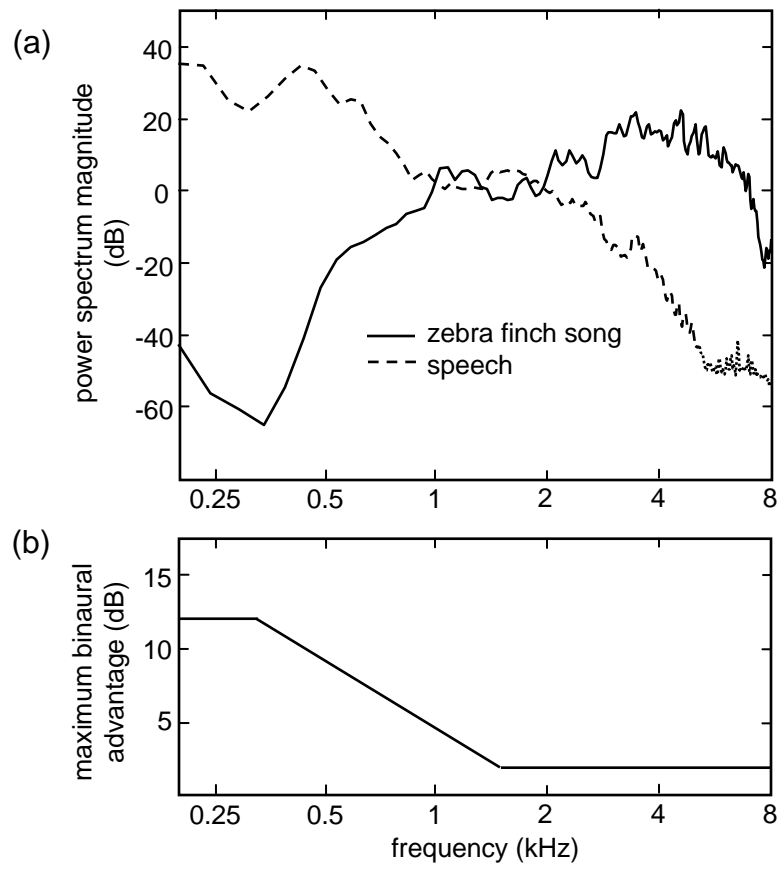 (a)
power spectrum magnitude
(dB)
40
20
0
-20
-40
-60
zebra finch song
speech
0.25 0.5 1 2 4 8
(b)
maximum binaural
advantage (dB)
15
10
5
0.25 0.5 1 2 4 8
frequency (kHz)